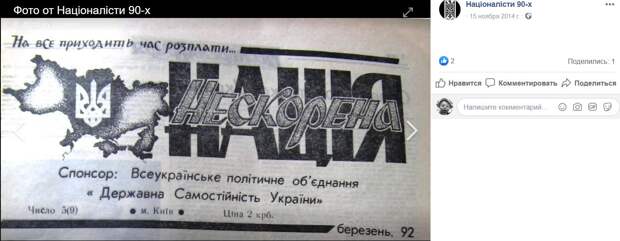 Фото от Націоналісти 90-х
На все приходить час розплати...
НАЦІЯ
НЕСКОРЕНА
Спонсор: Всеукраїнське політичне об'єднання
« Державна Самостійність України»
Число 5(9) • м. Київ • Ціна 2 крб.
березень, 92
Націоналісти 90-х
15 ноября 2014 г.
2
Поделились: 1
Нравится Комментировать Поделиться
Напишите комментарий...